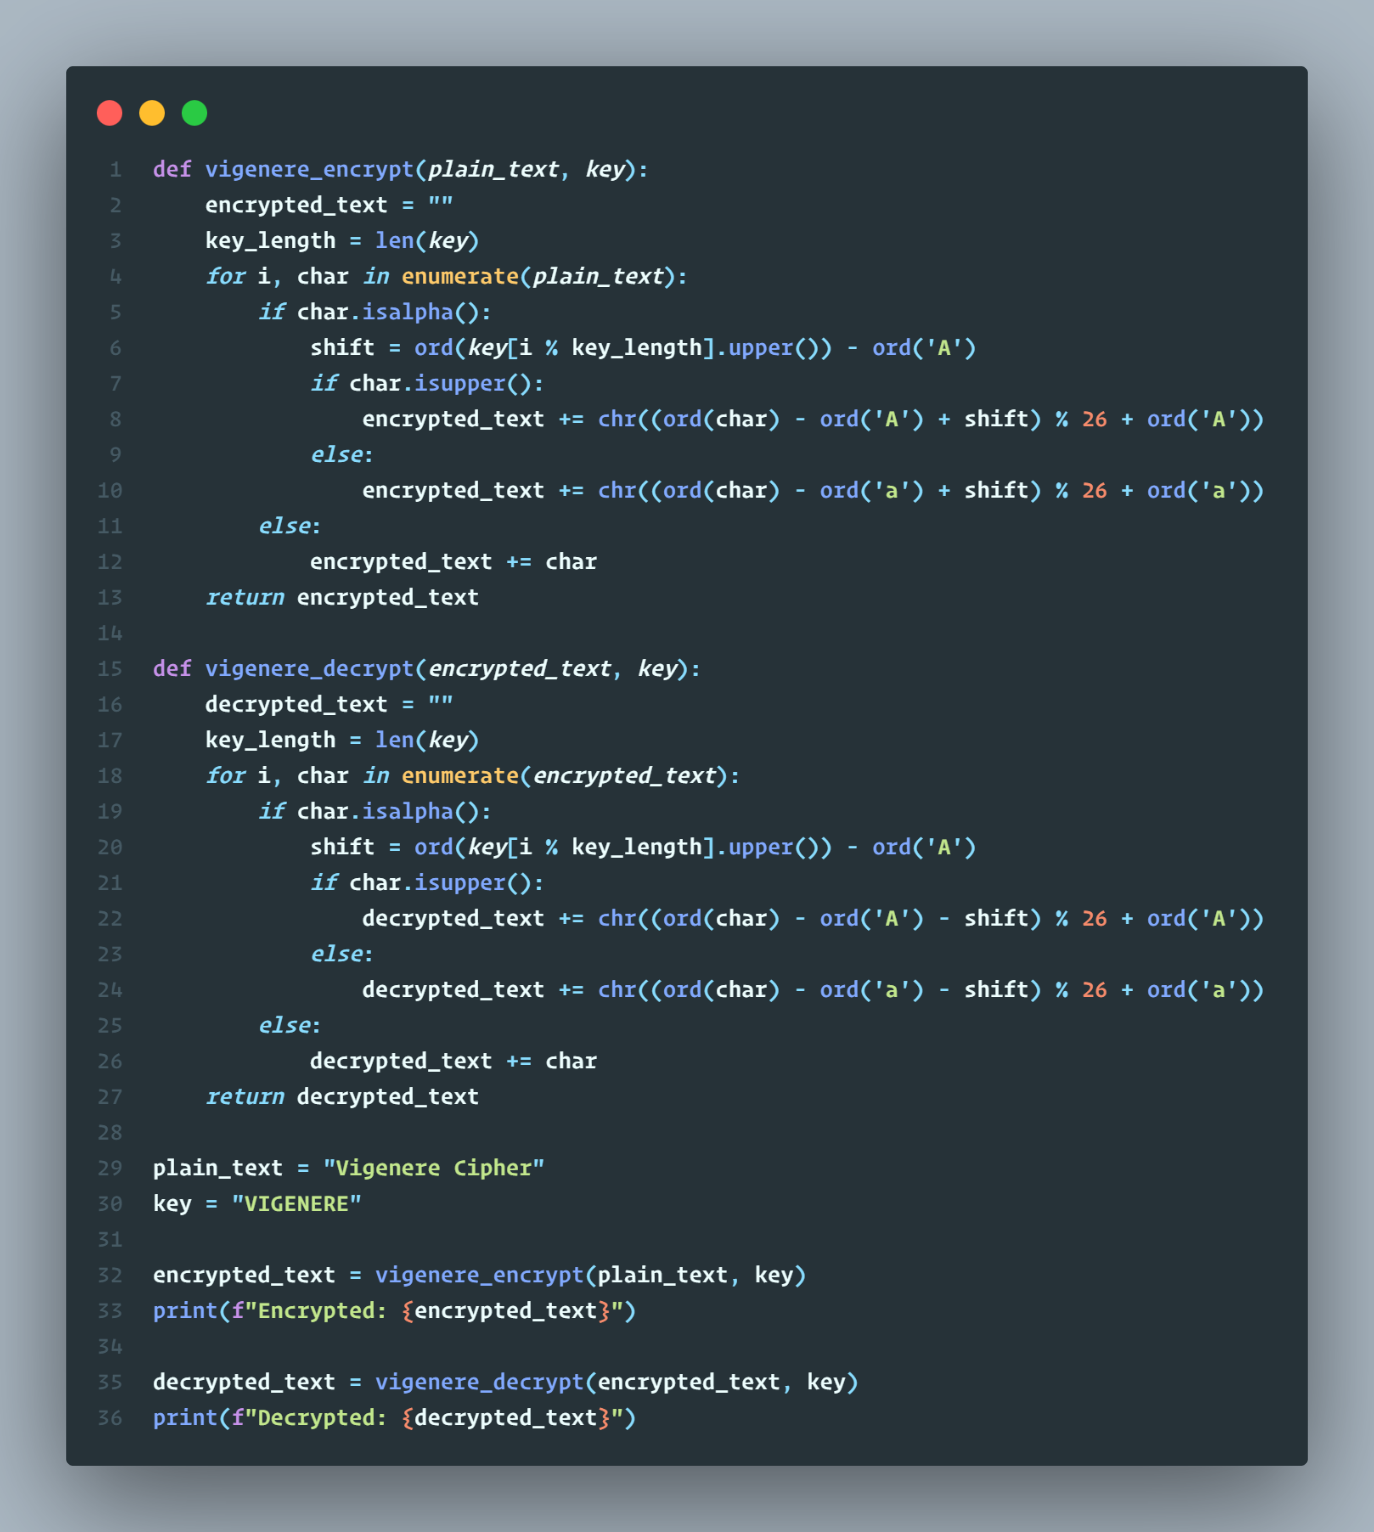 1 def vigenere_encrypt(plain_text, key):
2     encrypted_text = ""
3     key_length = len(key)
4     for i, char in enumerate(plain_text):
5         if char.isalpha():
6             shift = ord(key[i % key_length].upper()) - ord('A')
7             if char.isupper():
8                 encrypted_text += chr((ord(char) - ord('A') + shift) % 26 + ord('A'))
9             else:
10                 encrypted_text += chr((ord(char) - ord('a') + shift) % 26 + ord('a'))
11         else:
12             encrypted_text += char
13     return encrypted_text
14
15 def vigenere_decrypt(encrypted_text, key):
16     decrypted_text = ""
17     key_length = len(key)
18     for i, char in enumerate(encrypted_text):
19         if char.isalpha():
20             shift = ord(key[i % key_length].upper()) - ord('A')
21             if char.isupper():
22                 decrypted_text += chr((ord(char) - ord('A') - shift) % 26 + ord('A'))
23             else:
24                 decrypted_text += chr((ord(char) - ord('a') - shift) % 26 + ord('a'))
25         else:
26             decrypted_text += char
27     return decrypted_text
28
29 plain_text = "Vigenere Cipher"
30 key = "VIGENERE"
31
32 encrypted_text = vigenere_encrypt(plain_text, key)
33 print(f"Encrypted: {encrypted_text}")
34
35 decrypted_text = vigenere_decrypt(encrypted_text, key)
36 print(f"Decrypted: {decrypted_text}")